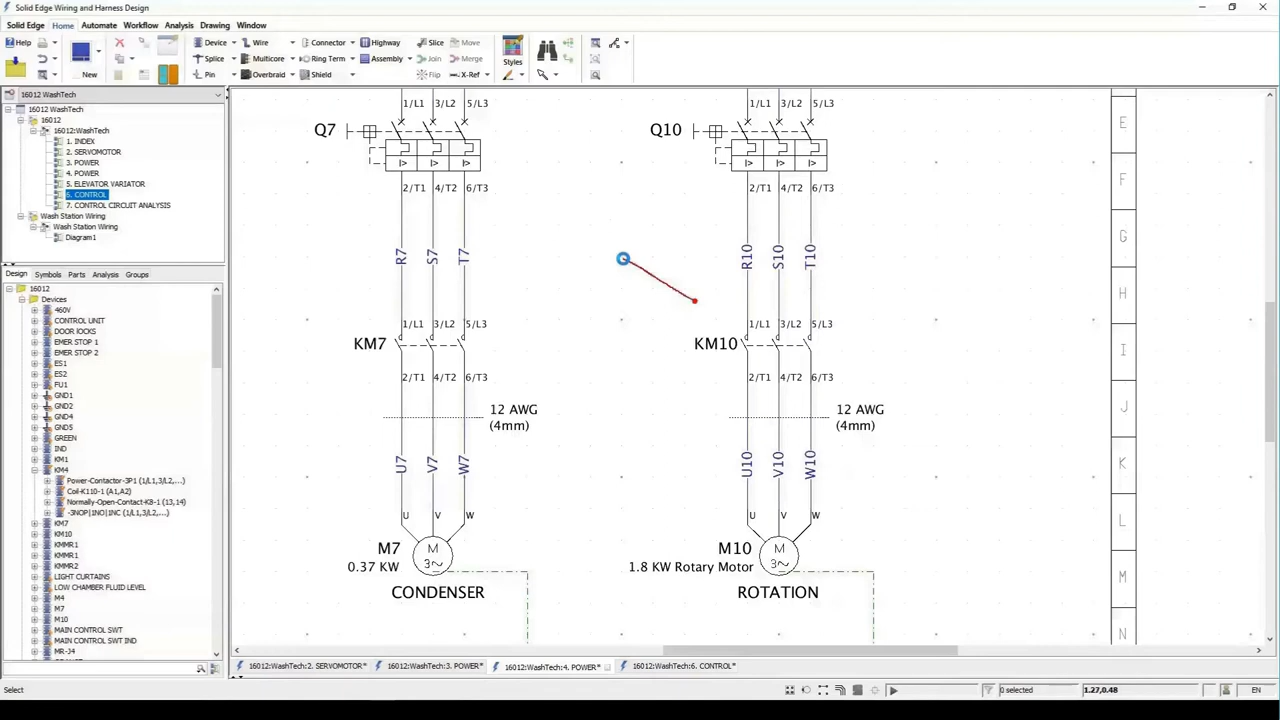 Solid Edge Wiring and Harness Design
Solid Edge Home Automate Workflow Analysis Drawing Window
Help Device Wire Connector Highway Slice Move
Splice Multicore Ring Term Assembly Join Merge
New Pin Overbraid Shield Flip X-Ref Styles
16012 WashTech
16012 WashTech
16012
16012:WashTech
1. INDEX
2. SERVOMOTOR
3. POWER
4. POWER
5. ELEVATOR VARIATOR
6. CONTROL
7. CONTROL CIRCUIT ANALYSIS
Wash Station Wiring
Wash Station Wiring
Diagram1
Design Symbols Parts Analysis Groups
16012
Devices
460V
CONTROL UNIT
DOOR lOCKS
EMER STOP 1
EMER STOP 2
ES1
ES2
FU1
GND1
GND2
GND4
GND5
GREEN
IND
KM1
KM4
Power-Contactor-3P1 (1/L1,3/L2,...)
Coil-K110-1 (A1,A2)
Normally-Open-Contact-K8-1 (13,14)
-3NOP|1NO|1NC (1/L1,3/L2,...)
KM7
KM10
KMMR1
KMMR1
KMMR2
LIGHT CURTAINS
LOW CHAMBER FLUID LEVEL
M4
M7
M10
MAIN CONTROL SWT
MAIN CONTROL SWT IND
MR-J4
1/L1 3/L2 5/L3
Q7
I> I> I>
2/T1 4/T2 6/T3
R7 S7 T7
1/L1 3/L2 5/L3
KM7
2/T1 4/T2 6/T3
12 AWG
(4mm)
U7 V7 W7
U V W
M7
0.37 KW
M
3~
CONDENSER
1/L1 3/L2 5/L3
Q10
I> I> I>
2/T1 4/T2 6/T3
R10 S10 T10
1/L1 3/L2 5/L3
KM10
2/T1 4/T2 6/T3
12 AWG
(4mm)
U10 V10 W10
U V W
M10
1.8 KW Rotary Motor
M
3~
ROTATION
E
F
G
H
I
J
K
L
M
N
16012:WashTech:2. SERVOMOTOR* 16012:WashTech:3. POWER* 16012:WashTech:4. POWER* 16012:WashTech:6. CONTROL*
Select 0 selected 1.27,0.48 EN